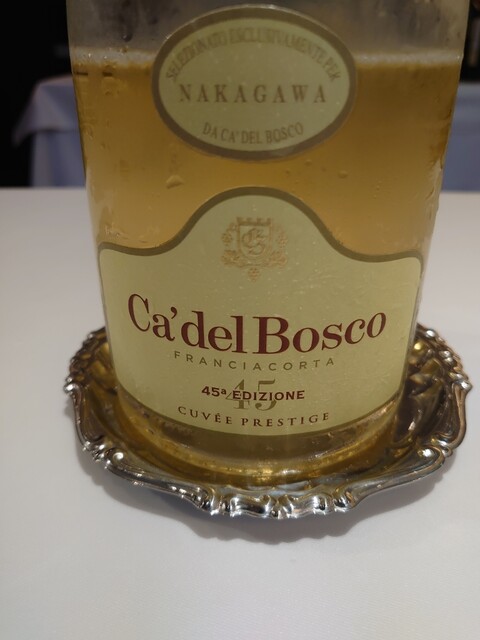 SELEZIONATO ESCLUSIVAMENTE PER
NAKAGAWA
DA CA' DEL BOSCO
Ca'del Bosco
FRANCIACORTA
45
45ª EDIZIONE
CUVÉE PRESTIGE